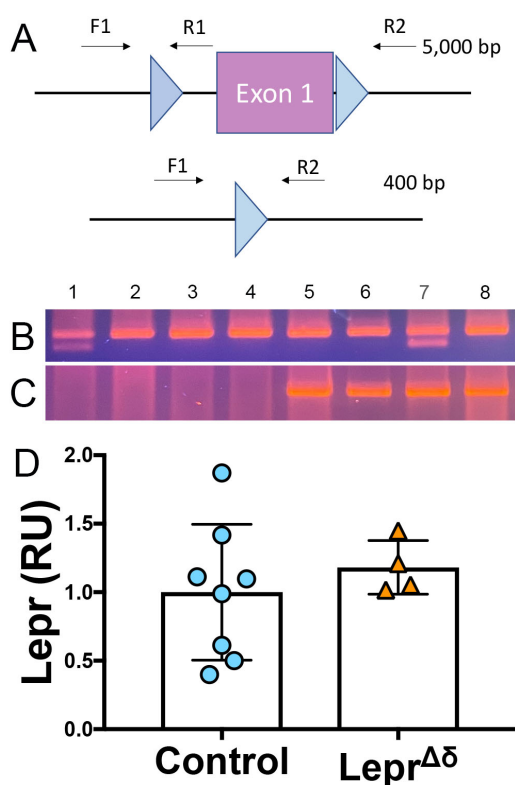 A
F1 R1 R2 5,000 bp
Exon 1
F1 R2 400 bp
1 2 3 4 5 6 7 8
B
C
D
2.0
1.5
1.0
0.5
0.0
Lepr (RU)
Control Lepr^Δδ